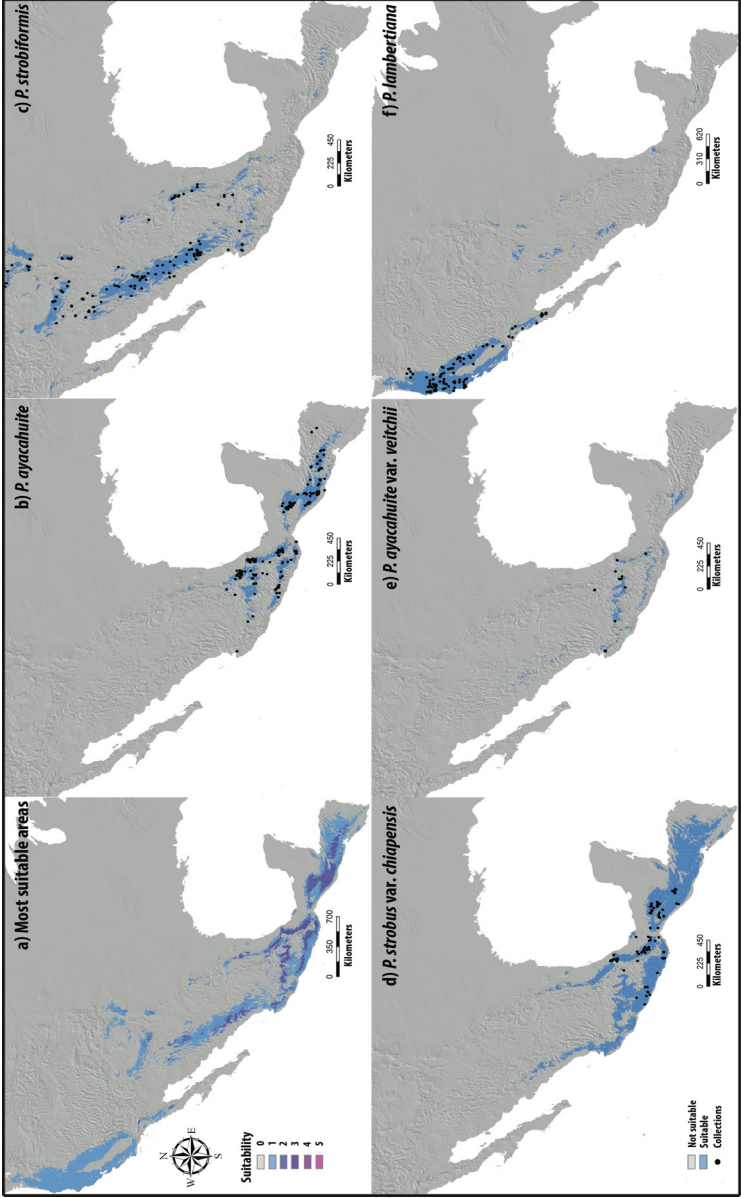 a) Most suitable areas
N
W
E
S
Suitability
0
1
2
3
4
5
0 350 700
Kilometers
b) P. ayacahuite
0 225 450
Kilometers
c) P. strobiformis
0 225 450
Kilometers
d) P. strobus var. chiapensis
Not suitable
Suitable
Collections
0 225 450
Kilometers
e) P. ayacahuite var. veitchii
0 225 450
Kilometers
f) P. lambertiana
0 310 620
Kilometers